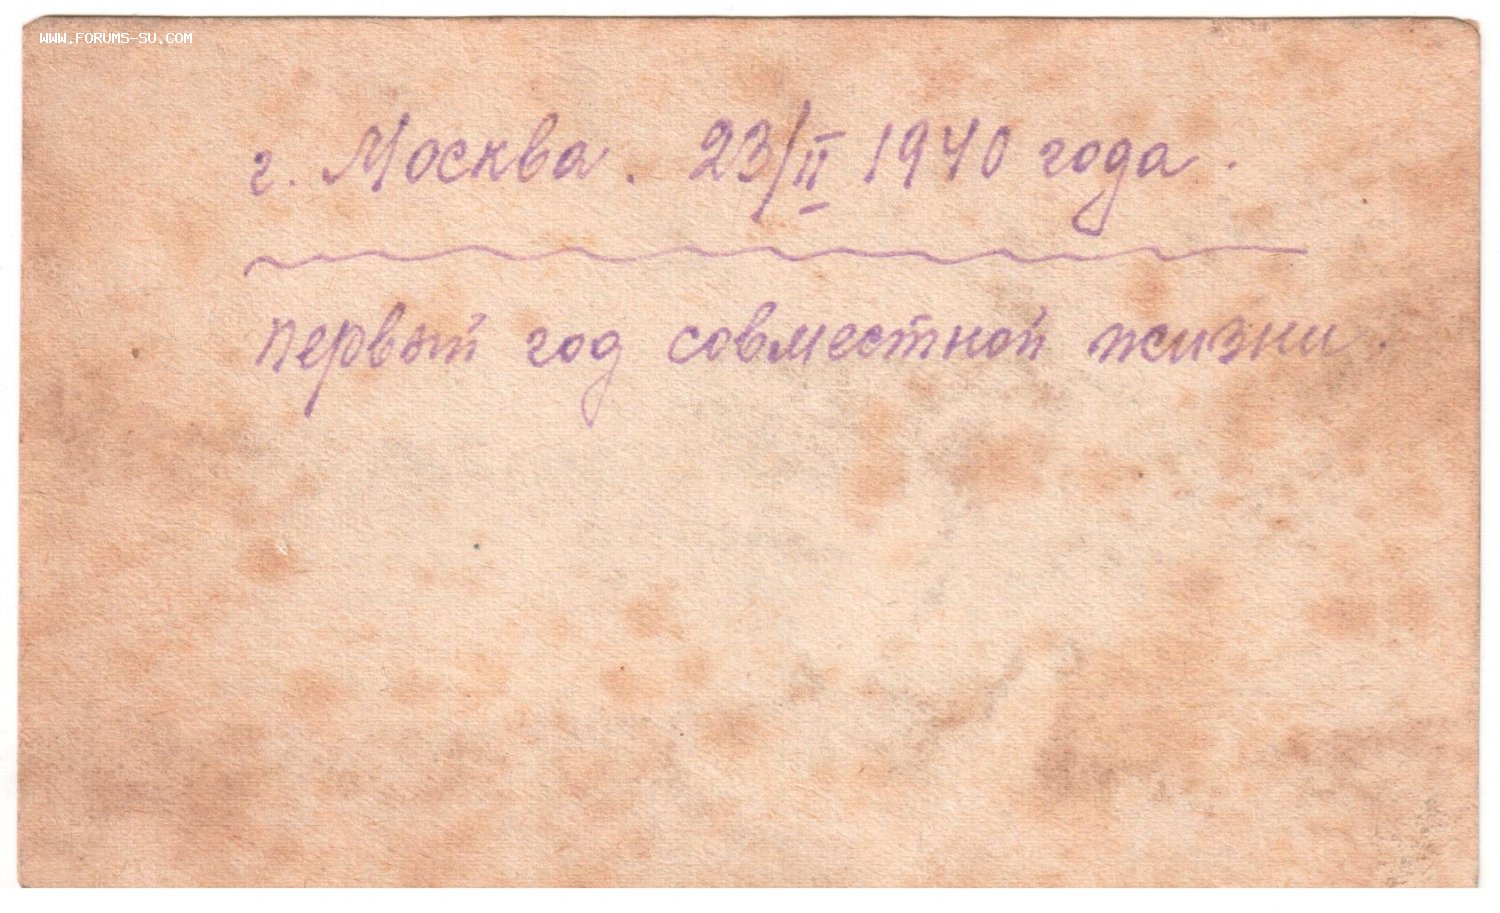 WWW.FORUMS-SU.COM
г. Москва. 23/II 1940 года.
первый год совместной жизни.